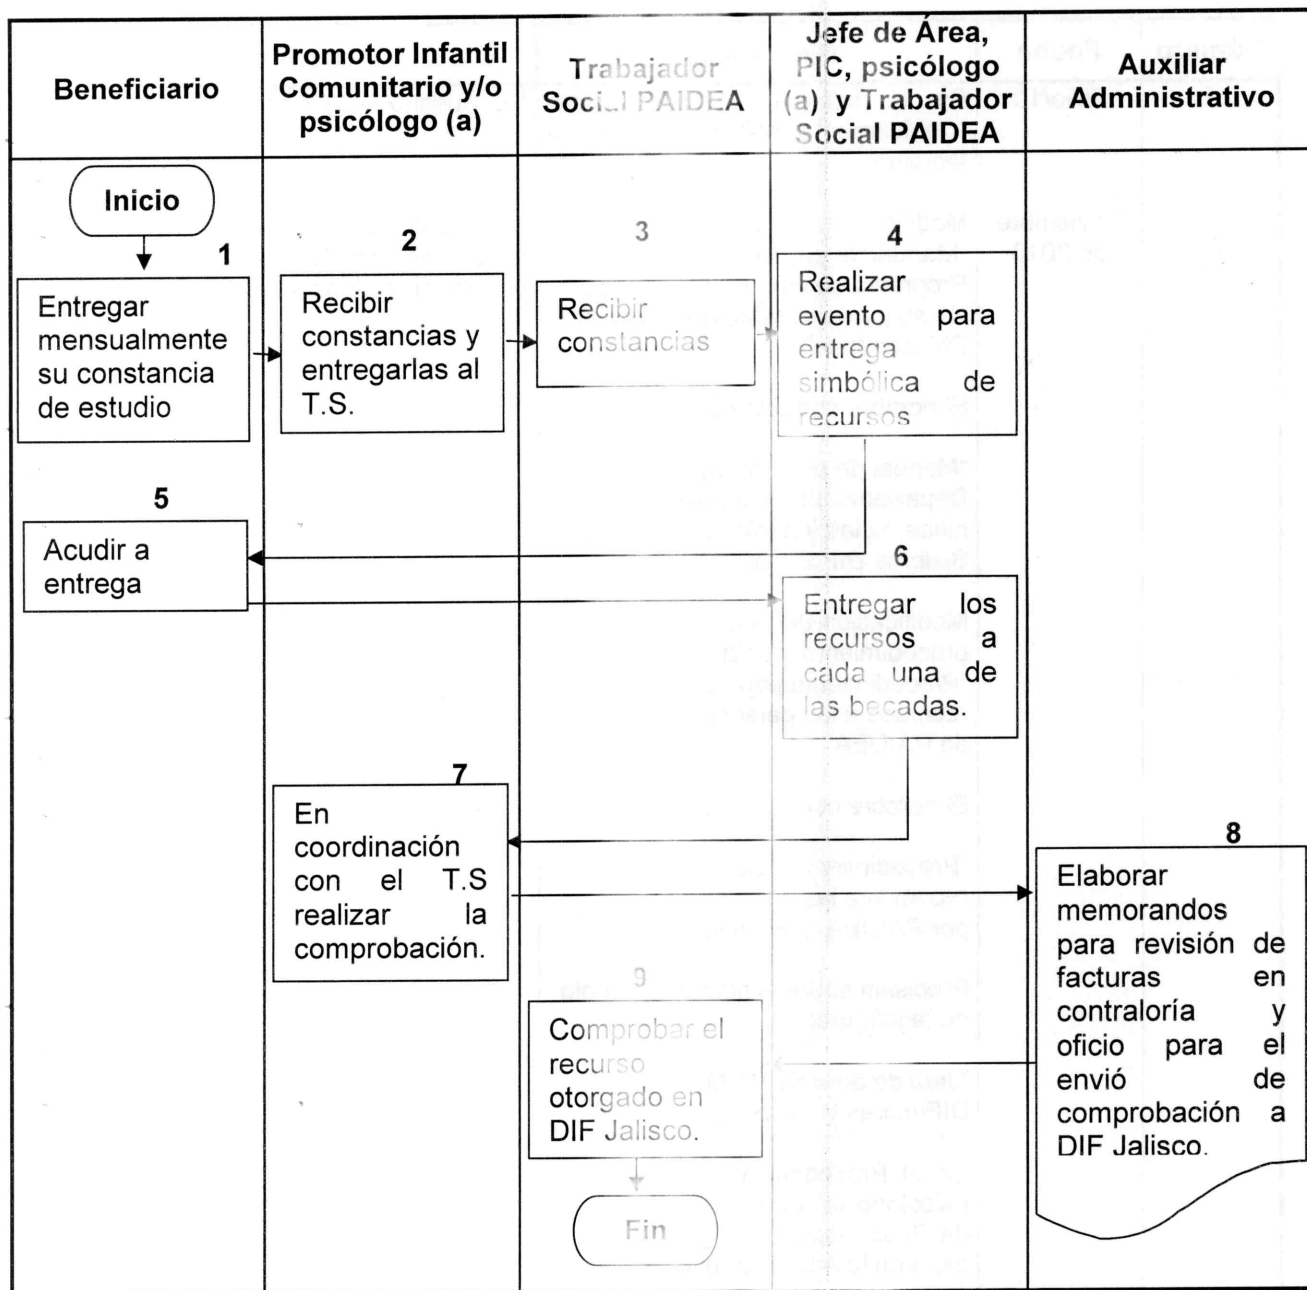 Beneficiario
Promotor Infantil
Comunitario y/o
psicólogo (a)
Trabajador
Social PAIDEA
Jefe de Área,
PIC, psicólogo
(a) y Trabajador
Social PAIDEA
Auxiliar
Administrativo
Inicio
1
Entregar
mensualmente
su constancia
de estudio
2
Recibir
constancias y
entregarlas al
T.S.
3
Recibir
constancias
4
Realizar
evento para
entrega
simbólica de
recursos
5
Acudir a
entrega
6
Entregar los
recursos a
cada una de
las becadas.
7
En
coordinación
con el T.S
realizar la
comprobación.
8
Elaborar
memorandos
para revisión de
facturas en
contraloría y
oficio para el
envió de
comprobación a
DIF Jalisco.
9
Comprobar el
recurso
otorgado en
DIF Jalisco.
Fin